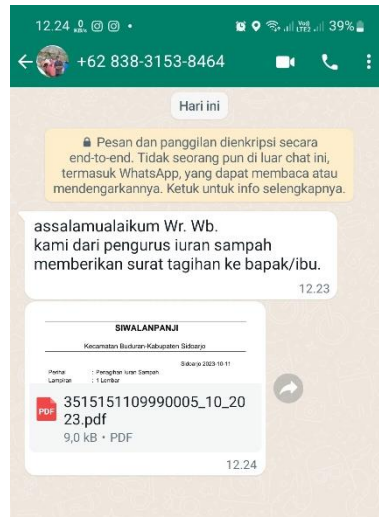 12.24
39%
+62 838-3153-8464
Hari ini
Pesan dan panggilan dienkripsi secara
end-to-end. Tidak seorang pun di luar chat ini,
termasuk WhatsApp, yang dapat membaca atau
mendengarkannya. Ketuk untuk info selengkapnya.
assalamualaikum Wr. Wb.
kami dari pengurus iuran sampah
memberikan surat tagihan ke bapak/ibu.
12.23
SIWALANPANJI
Kecamatan Buduran-Kabupaten Sidoarjo
Sidoarjo 2023-10-11
Perihal : Penagihan Iuran Sampah
Lampiran : 1 Lembar
PDF
3515151109990005_10_20
23.pdf
9,0 kB • PDF
12.24